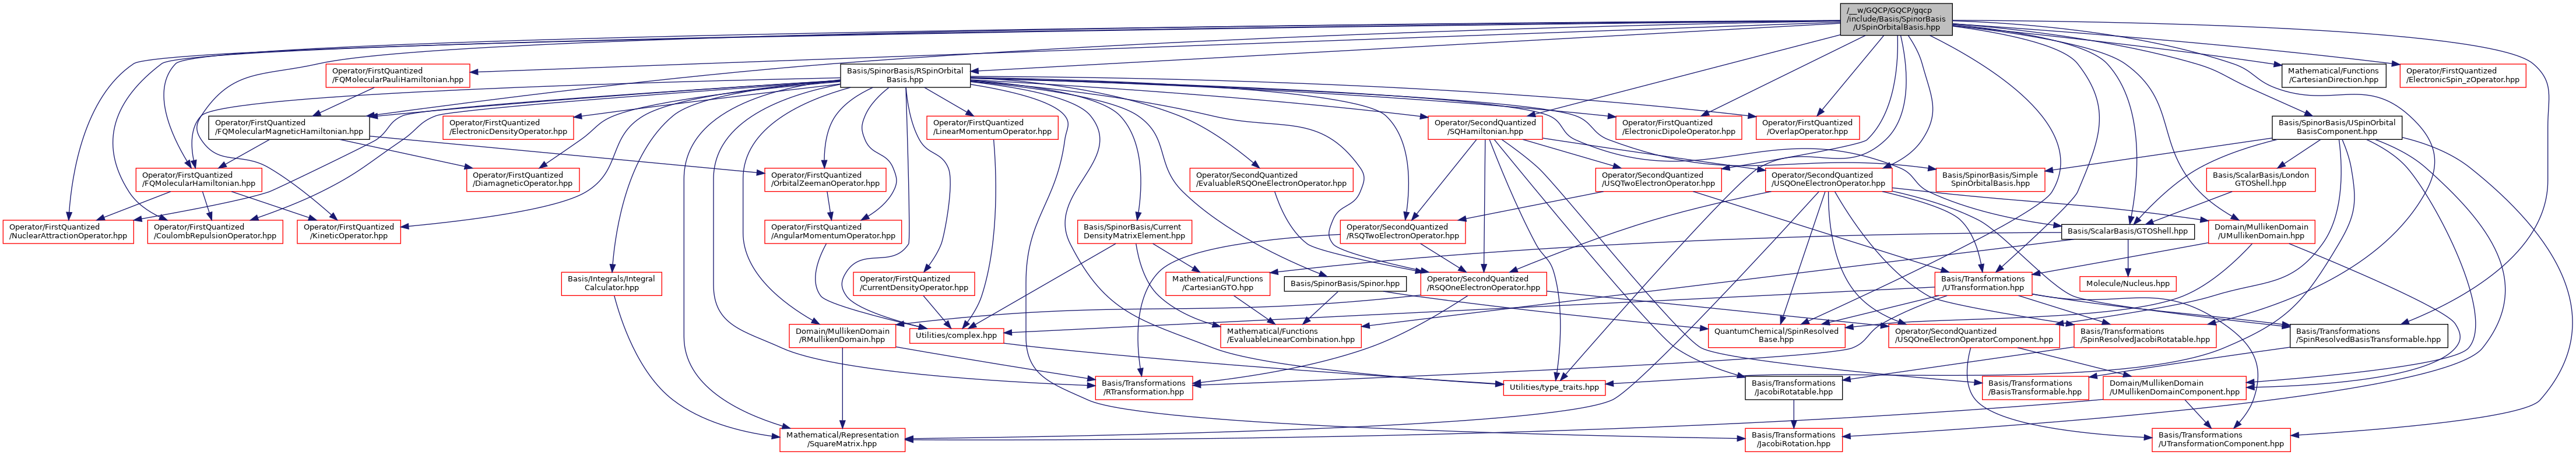 /__w/GQCP/GQCP/gqcp
/include/Basis/SpinorBasis
/USpinOrbitalBasis.hpp
Operator/FirstQuantized
/FQMolecularPauliHamiltonian.hpp
Basis/SpinorBasis/RSpinOrbital
Basis.hpp
Mathematical/Functions
/CartesianDirection.hpp
Operator/FirstQuantized
/ElectronicSpin_zOperator.hpp
Operator/FirstQuantized
/FQMolecularMagneticHamiltonian.hpp
Operator/FirstQuantized
/ElectronicDensityOperator.hpp
Operator/FirstQuantized
/LinearMomentumOperator.hpp
Operator/SecondQuantized
/SQHamiltonian.hpp
Operator/FirstQuantized
/ElectronicDipoleOperator.hpp
Operator/FirstQuantized
/OverlapOperator.hpp
Basis/SpinorBasis/USpinOrbital
BasisComponent.hpp
Operator/FirstQuantized
/FQMolecularHamiltonian.hpp
Operator/FirstQuantized
/DiamagneticOperator.hpp
Operator/FirstQuantized
/OrbitalZeemanOperator.hpp
Operator/SecondQuantized
/EvaluableRSQOneElectronOperator.hpp
Operator/SecondQuantized
/USQTwoElectronOperator.hpp
Operator/SecondQuantized
/USQOneElectronOperator.hpp
Basis/SpinorBasis/Simple
SpinOrbitalBasis.hpp
Basis/ScalarBasis/London
GTOShell.hpp
Operator/FirstQuantized
/NuclearAttractionOperator.hpp
Operator/FirstQuantized
/CoulombRepulsionOperator.hpp
Operator/FirstQuantized
/KineticOperator.hpp
Operator/FirstQuantized
/AngularMomentumOperator.hpp
Basis/SpinorBasis/Current
DensityMatrixElement.hpp
Operator/SecondQuantized
/RSQTwoElectronOperator.hpp
Basis/ScalarBasis/GTOShell.hpp
Domain/MullikenDomain
/UMullikenDomain.hpp
Basis/Integrals/Integral
Calculator.hpp
Operator/FirstQuantized
/CurrentDensityOperator.hpp
Mathematical/Functions
/CartesianGTO.hpp
Basis/SpinorBasis/Spinor.hpp
Operator/SecondQuantized
/RSQOneElectronOperator.hpp
Basis/Transformations
/UTransformation.hpp
Molecule/Nucleus.hpp
Domain/MullikenDomain
/RMullikenDomain.hpp
Utilities/complex.hpp
Mathematical/Functions
/EvaluableLinearCombination.hpp
QuantumChemical/SpinResolved
Base.hpp
Operator/SecondQuantized
/USQOneElectronOperatorComponent.hpp
Basis/Transformations
/SpinResolvedJacobiRotatable.hpp
Basis/Transformations
/SpinResolvedBasisTransformable.hpp
Basis/Transformations
/RTransformation.hpp
Utilities/type_traits.hpp
Basis/Transformations
/JacobiRotatable.hpp
Basis/Transformations
/BasisTransformable.hpp
Domain/MullikenDomain
/UMullikenDomainComponent.hpp
Mathematical/Representation
/SquareMatrix.hpp
Basis/Transformations
/JacobiRotation.hpp
Basis/Transformations
/UTransformationComponent.hpp